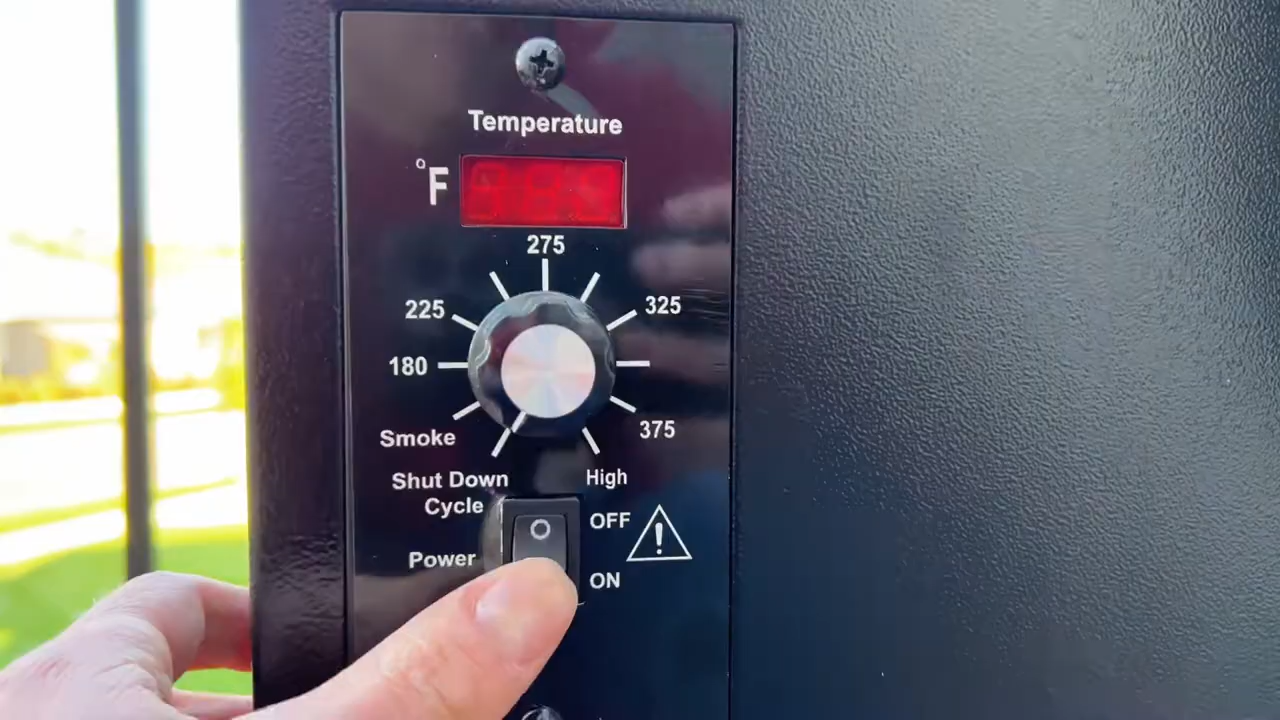 Temperature
°F
275
225
325
180
Smoke
375
Shut Down
Cycle
High
OFF
Power
ON